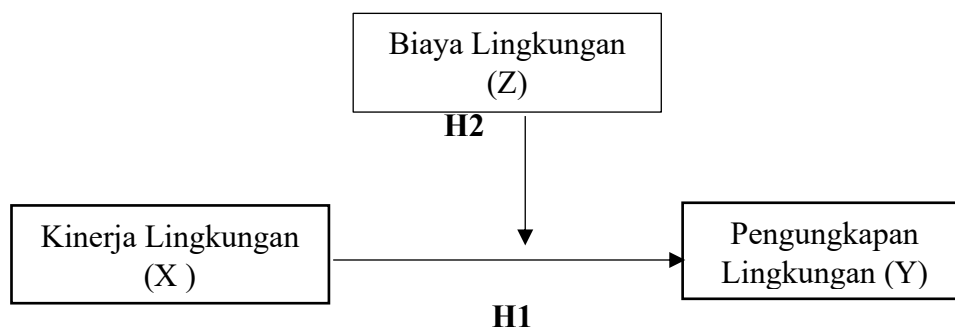 Biaya Lingkungan
(Z)
H2
Kinerja Lingkungan
(X )
Pengungkapan
Lingkungan (Y)
H1